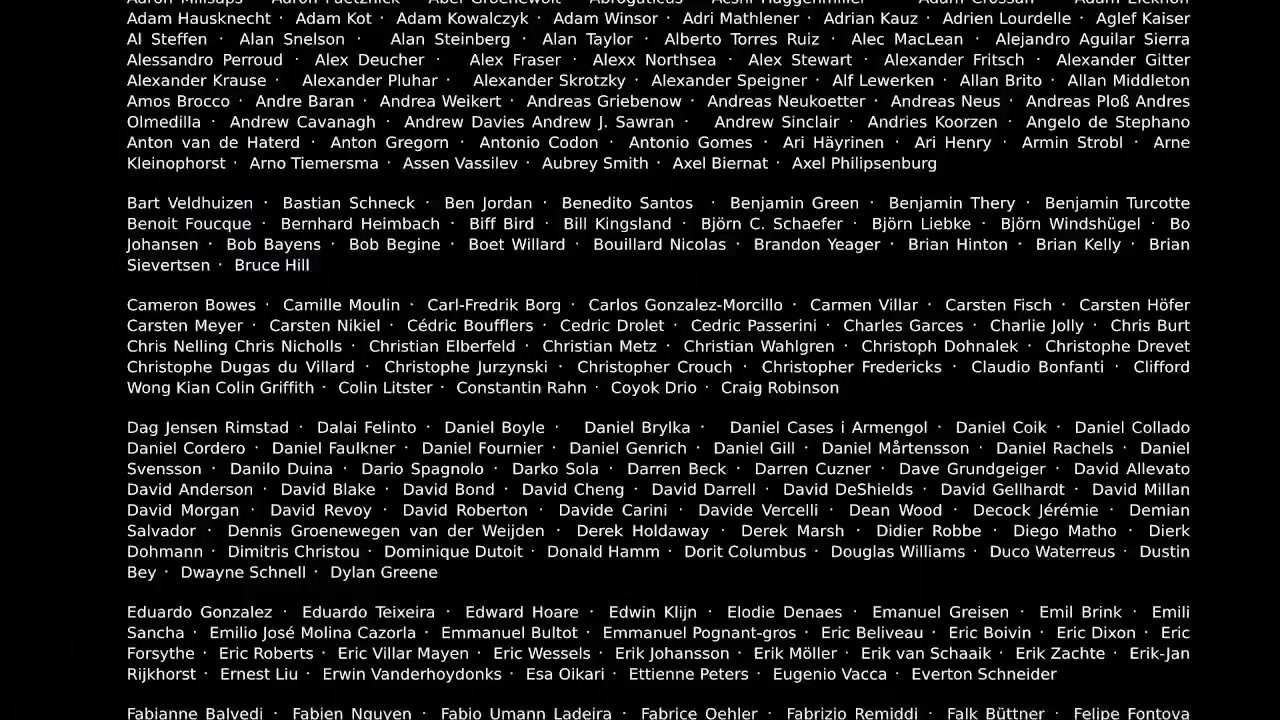 Adam Hausknecht · Adam Kot · Adam Kowalczyk · Adam Winsor · Adri Mathlener · Adrian Kauz · Adrien Lourdelle · Aglef Kaiser
Al Steffen · Alan Snelson · Alan Steinberg · Alan Taylor · Alberto Torres Ruiz · Alec MacLean · Alejandro Aguilar Sierra
Alessandro Perroud · Alex Deucher · Alex Fraser · Alexx Northsea · Alex Stewart · Alexander Fritsch · Alexander Gitter
Alexander Krause · Alexander Pluhar · Alexander Skrotzky · Alexander Speigner · Alf Lewerken · Allan Brito · Allan Middleton
Amos Brocco · Andre Baran · Andrea Weikert · Andreas Griebenow · Andreas Neukoetter · Andreas Neus · Andreas Ploß Andres
Olmedilla · Andrew Cavanagh · Andrew Davies Andrew J. Sawran · Andrew Sinclair · Andries Koorzen · Angelo de Stephano
Anton van de Haterd · Anton Gregorn · Antonio Codon · Antonio Gomes · Ari Häyrinen · Ari Henry · Armin Strobl · Arne
Kleinophorst · Arno Tiemersma · Assen Vassilev · Aubrey Smith · Axel Biernat · Axel Philipsenburg
Bart Veldhuizen · Bastian Schneck · Ben Jordan · Benedito Santos · Benjamin Green · Benjamin Thery · Benjamin Turcotte
Benoit Foucque · Bernhard Heimbach · Biff Bird · Bill Kingsland · Björn C. Schaefer · Björn Liebke · Björn Windshügel · Bo
Johansen · Bob Bayens · Bob Begine · Boet Willard · Bouillard Nicolas · Brandon Yeager · Brian Hinton · Brian Kelly · Brian
Sievertsen · Bruce Hill
Cameron Bowes · Camille Moulin · Carl-Fredrik Borg · Carlos Gonzalez-Morcillo · Carmen Villar · Carsten Fisch · Carsten Höfer
Carsten Meyer · Carsten Nikiel · Cédric Boufflers · Cedric Drolet · Cedric Passerini · Charles Garces · Charlie Jolly · Chris Burt
Chris Nelling Chris Nicholls · Christian Elberfeld · Christian Metz · Christian Wahlgren · Christoph Dohnalek · Christophe Drevet
Christophe Dugas du Villard · Christophe Jurzynski · Christopher Crouch · Christopher Fredericks · Claudio Bonfanti · Clifford
Wong Kian Colin Griffith · Colin Litster · Constantin Rahn · Coyok Drio · Craig Robinson
Dag Jensen Rimstad · Dalai Felinto · Daniel Boyle · Daniel Brylka · Daniel Cases i Armengol · Daniel Coik · Daniel Collado
Daniel Cordero · Daniel Faulkner · Daniel Fournier · Daniel Genrich · Daniel Gill · Daniel Mårtensson · Daniel Rachels · Daniel
Svensson · Danilo Duina · Dario Spagnolo · Darko Sola · Darren Beck · Darren Cuzner · Dave Grundgeiger · David Allevato
David Anderson · David Blake · David Bond · David Cheng · David Darrell · David DeShields · David Gellhardt · David Millan
David Morgan · David Revoy · David Roberton · Davide Carini · Davide Vercelli · Dean Wood · Decock Jérémie · Demian
Salvador · Dennis Groenewegen van der Weijden · Derek Holdaway · Derek Marsh · Didier Robbe · Diego Matho · Dierk
Dohmann · Dimitris Christou · Dominique Dutoit · Donald Hamm · Dorit Columbus · Douglas Williams · Duco Waterreus · Dustin
Bey · Dwayne Schnell · Dylan Greene
Eduardo Gonzalez · Eduardo Teixeira · Edward Hoare · Edwin Klijn · Elodie Denaes · Emanuel Greisen · Emil Brink · Emili
Sancha · Emilio José Molina Cazorla · Emmanuel Bultot · Emmanuel Pognant-gros · Eric Beliveau · Eric Boivin · Eric Dixon · Eric
Forsythe · Eric Roberts · Eric Villar Mayen · Eric Wessels · Erik Johansson · Erik Möller · Erik van Schaaik · Erik Zachte · Erik-Jan
Rijkhorst · Ernest Liu · Erwin Vanderhoydonks · Esa Oikari · Ettienne Peters · Eugenio Vacca · Everton Schneider
Fabianne Balvedi · Fabien Nguyen · Fabio Umann Ladeira · Fabrice Oehler · Fabrizio Remiddi · Falk Büttner · Felipe Fontova